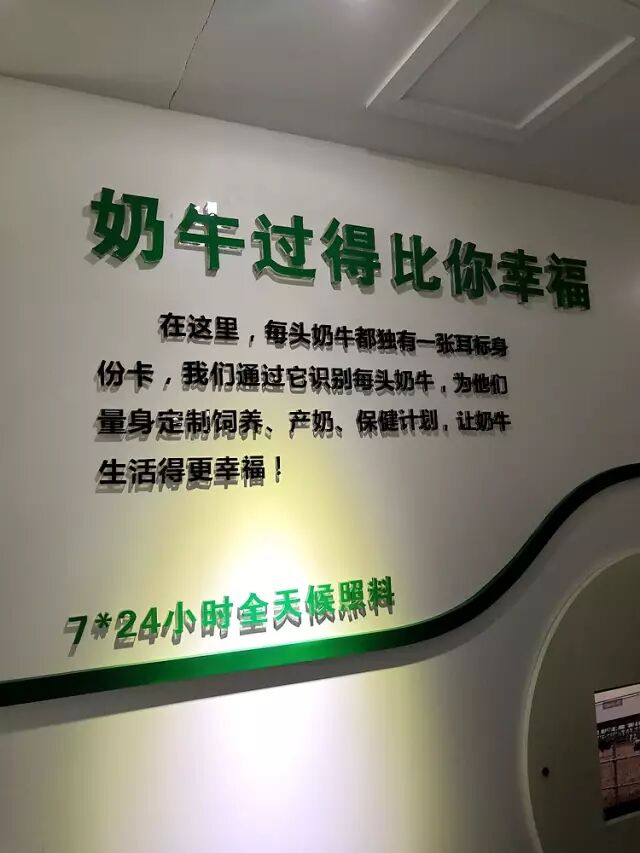 奶牛过得比你幸福
在这里，每头奶牛都独有一张耳标身
份卡，我们通过它识别每头奶牛，为他们
量身定制饲养、产奶、保健计划，让奶牛
生活得更幸福！
7*24小时全天候照料